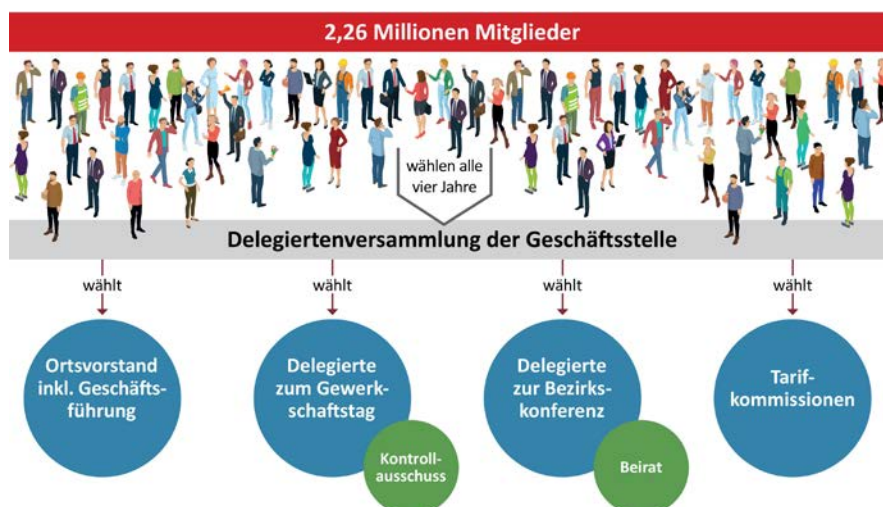 2,26 Millionen Mitglieder
wählen alle
vier Jahre
Delegiertenversammlung der Geschäftsstelle
wählt
wählt
wählt
wählt
Ortsvorstand
inkl. Geschäfts-
führung
Delegierte
zum Gewerk-
schaftstag
Delegierte
zur Bezirks-
konferenz
Tarif-
kommissionen
Kontroll-
ausschuss
Beirat